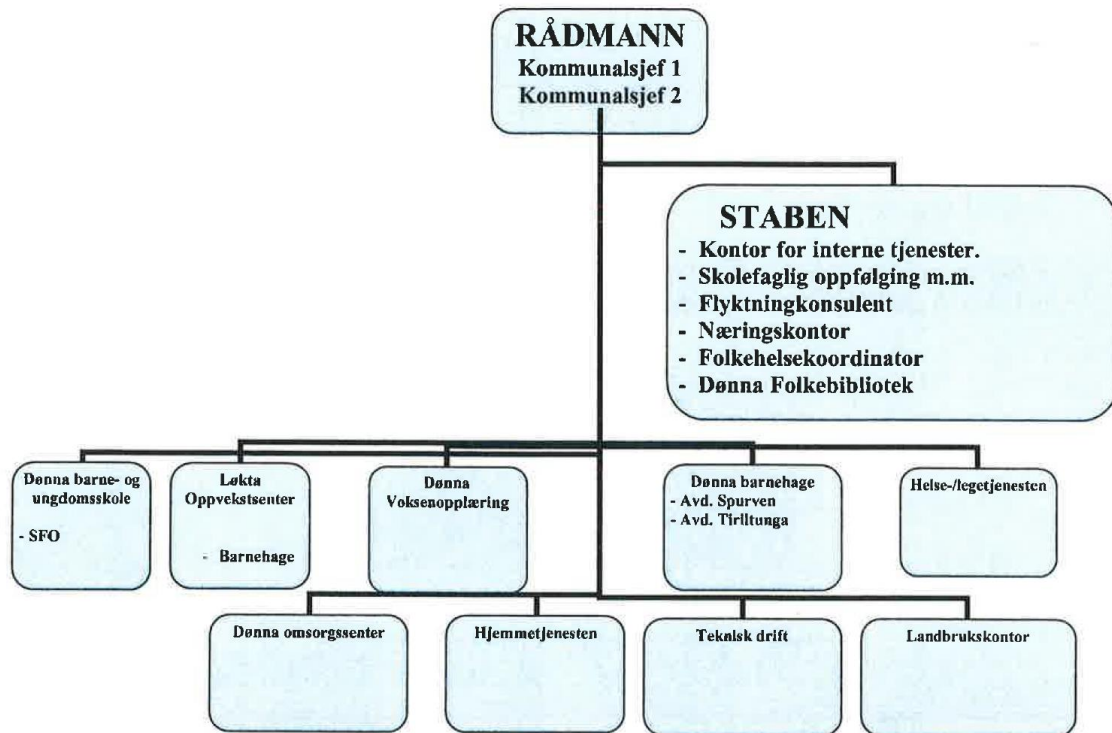 RÅDMANN
Kommunalsjef 1
Kommunalsjef 2
STABEN
- Kontor for interne tjenester.
- Skolefaglig oppfølging m.m.
- Flyktningkonsulent
- Næringskontor
- Folkehelsekoordinator
- Dønna Folkebibliotek
Dønna barne- og
ungdomsskole
- SFO
Løkta
Oppvekstsenter
- Barnehage
Dønna
Voksenopplæring
Dønna barnehage
- Avd. Spurven
- Avd. Tirlltunga
Helse-/legetjenesten
Dønna omsorgssenter
Hjemmetjenesten
Teknisk drift
Landbrukskontor